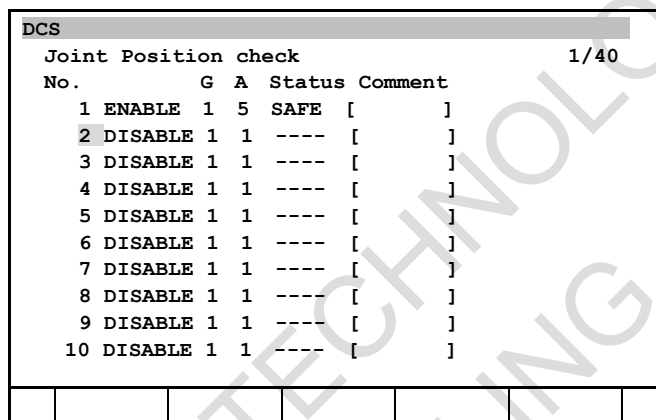 DCS
Joint Position check 1/40
No. G A Status Comment
1 ENABLE 1 5 SAFE [ ]
2 DISABLE 1 1 ---- [ ]
3 DISABLE 1 1 ---- [ ]
4 DISABLE 1 1 ---- [ ]
5 DISABLE 1 1 ---- [ ]
6 DISABLE 1 1 ---- [ ]
7 DISABLE 1 1 ---- [ ]
8 DISABLE 1 1 ---- [ ]
9 DISABLE 1 1 ---- [ ]
10 DISABLE 1 1 ---- [ ]